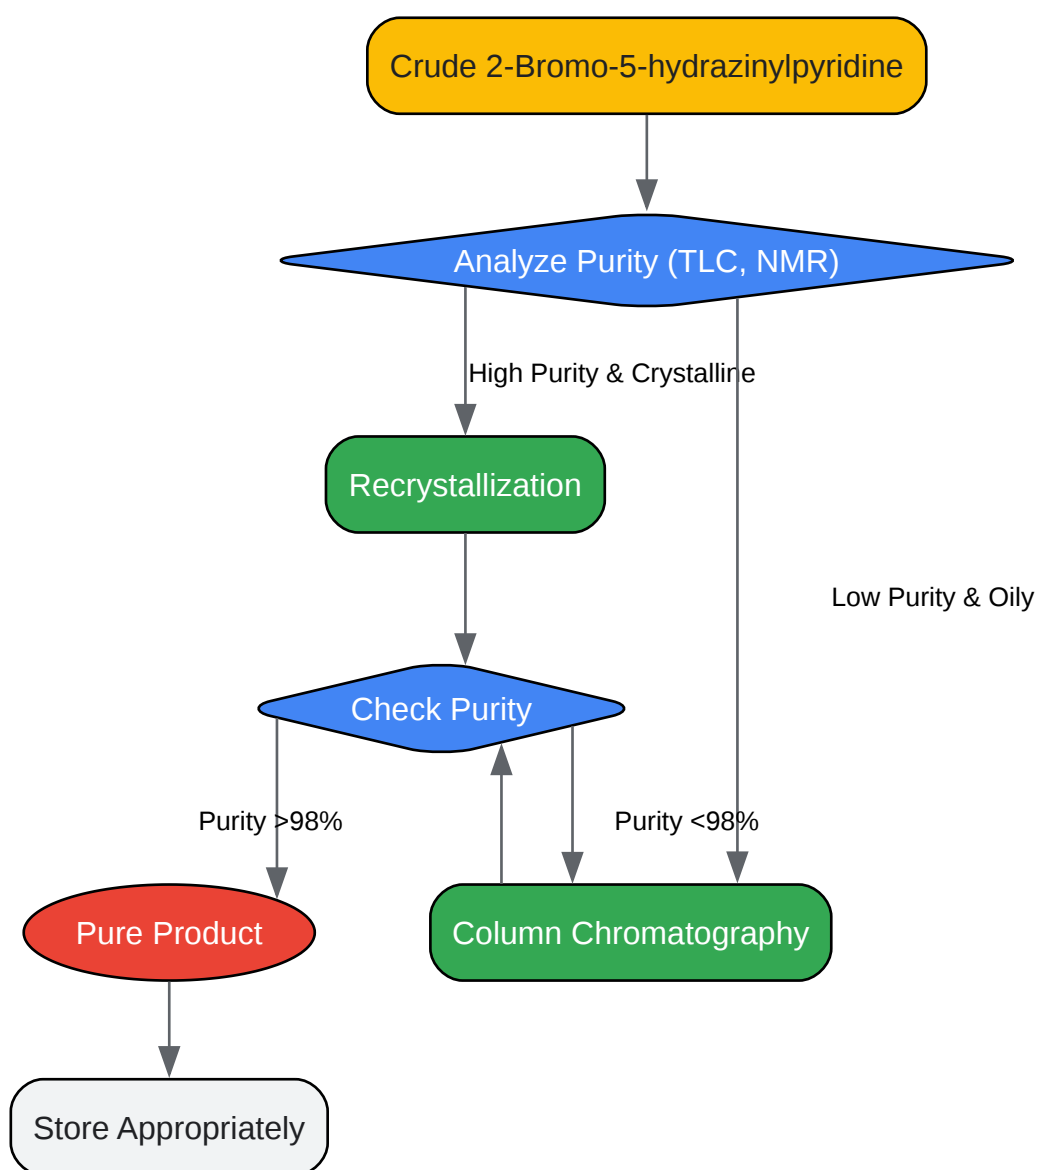 Crude 2-Bromo-5-hydrazinylpyridine
Analyze Purity (TLC, NMR)
High Purity & Crystalline
Recrystallization
Low Purity & Oily
Check Purity
Purity >98%
Purity <98%
Pure Product
Column Chromatography
Store Appropriately